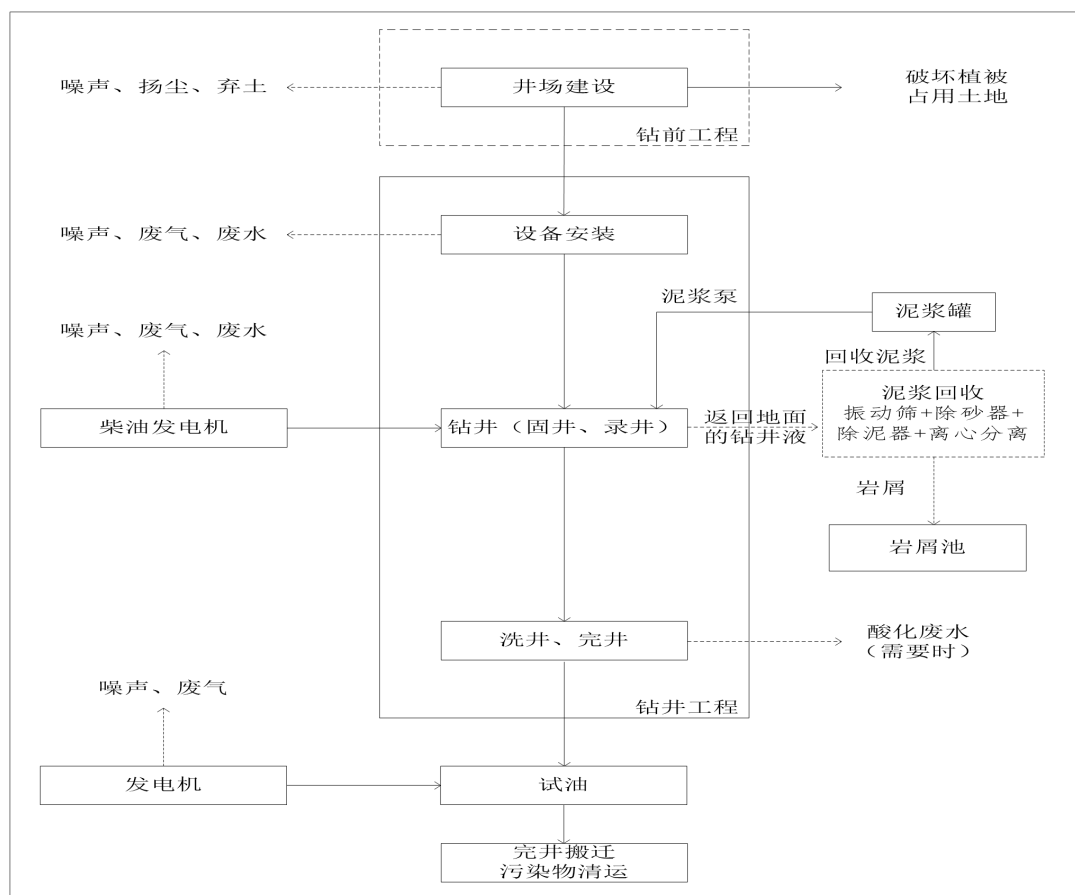 噪声、扬尘、弃土
井场建设
破坏植被
占用土地
钻前工程
噪声、废气、废水
设备安装
泥浆泵
泥浆罐
噪声、废气、废水
回收泥浆
泥浆回收
振动筛+除砂器+
除泥器+离心分离
柴油发电机
钻井（固井、录井）
返回地面
的钻井液
岩屑
岩屑池
洗井、完井
酸化废水
（需要时）
噪声、废气
钻井工程
发电机
试油
完井搬迁
污染物清运